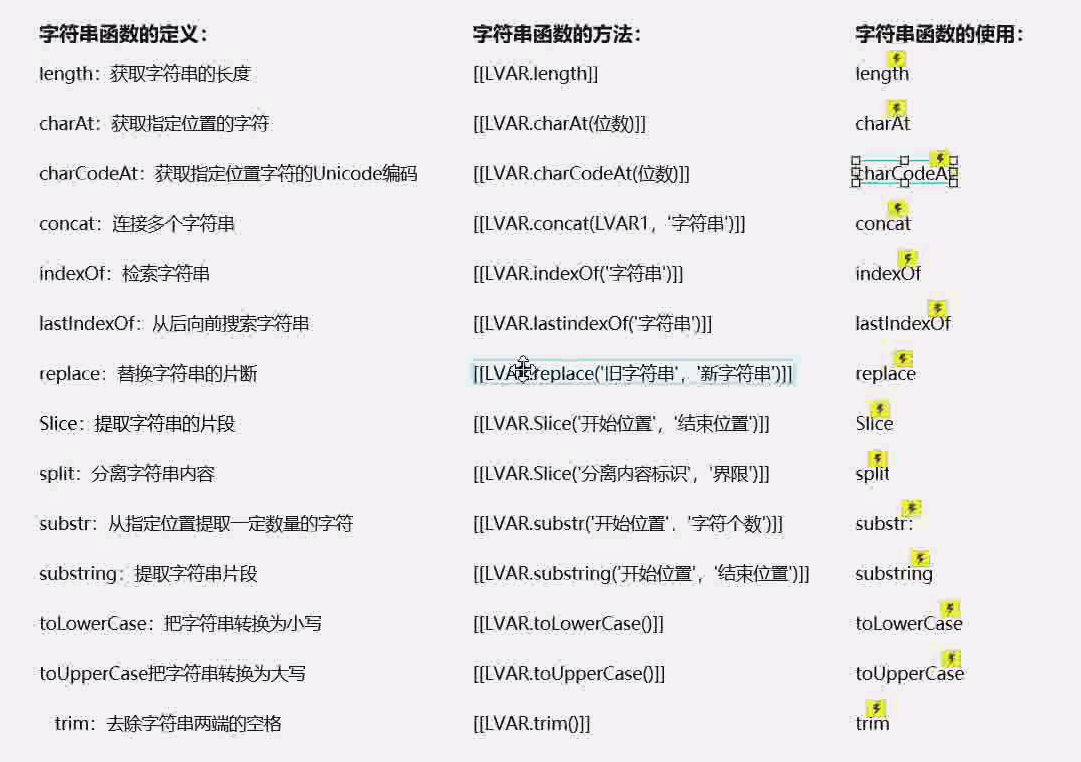 字符串函数的定义： 字符串函数的方法： 字符串函数的使用：
length：获取字符串的长度 [[LVAR.length]] length
charAt：获取指定位置的字符 [[LVAR.charAt(位数)]] charAt
charCodeAt：获取指定位置字符的Unicode编码 [[LVAR.charCodeAt(位数)]] charCodeAt
concat：连接多个字符串 [[LVAR.concat(LVAR1，'字符串')]] concat
indexOf：检索字符串 [[LVAR.indexOf('字符串')]] indexOf
lastIndexOf：从后向前搜索字符串 [[LVAR.lastindexOf('字符串')]] lastIndexOf
replace：替换字符串的片断 [[LVAR.replace('旧字符串'，'新字符串')]] replace
Slice：提取字符串的片段 [[LVAR.Slice('开始位置'，'结束位置')]] Slice
split：分离字符串内容 [[LVAR.Slice('分离内容标识'，'界限')]] split
substr：从指定位置提取一定数量的字符 [[LVAR.substr('开始位置'，'字符个数')]] substr:
substring：提取字符串片段 [[LVAR.substring('开始位置'，'结束位置')]] substring
toLowerCase：把字符串转换为小写 [[LVAR.toLowerCase()]] toLowerCase
toUpperCase把字符串转换为大写 [[LVAR.toUpperCase()]] toUpperCase
trim：去除字符串两端的空格 [[LVAR.trim()]] trim